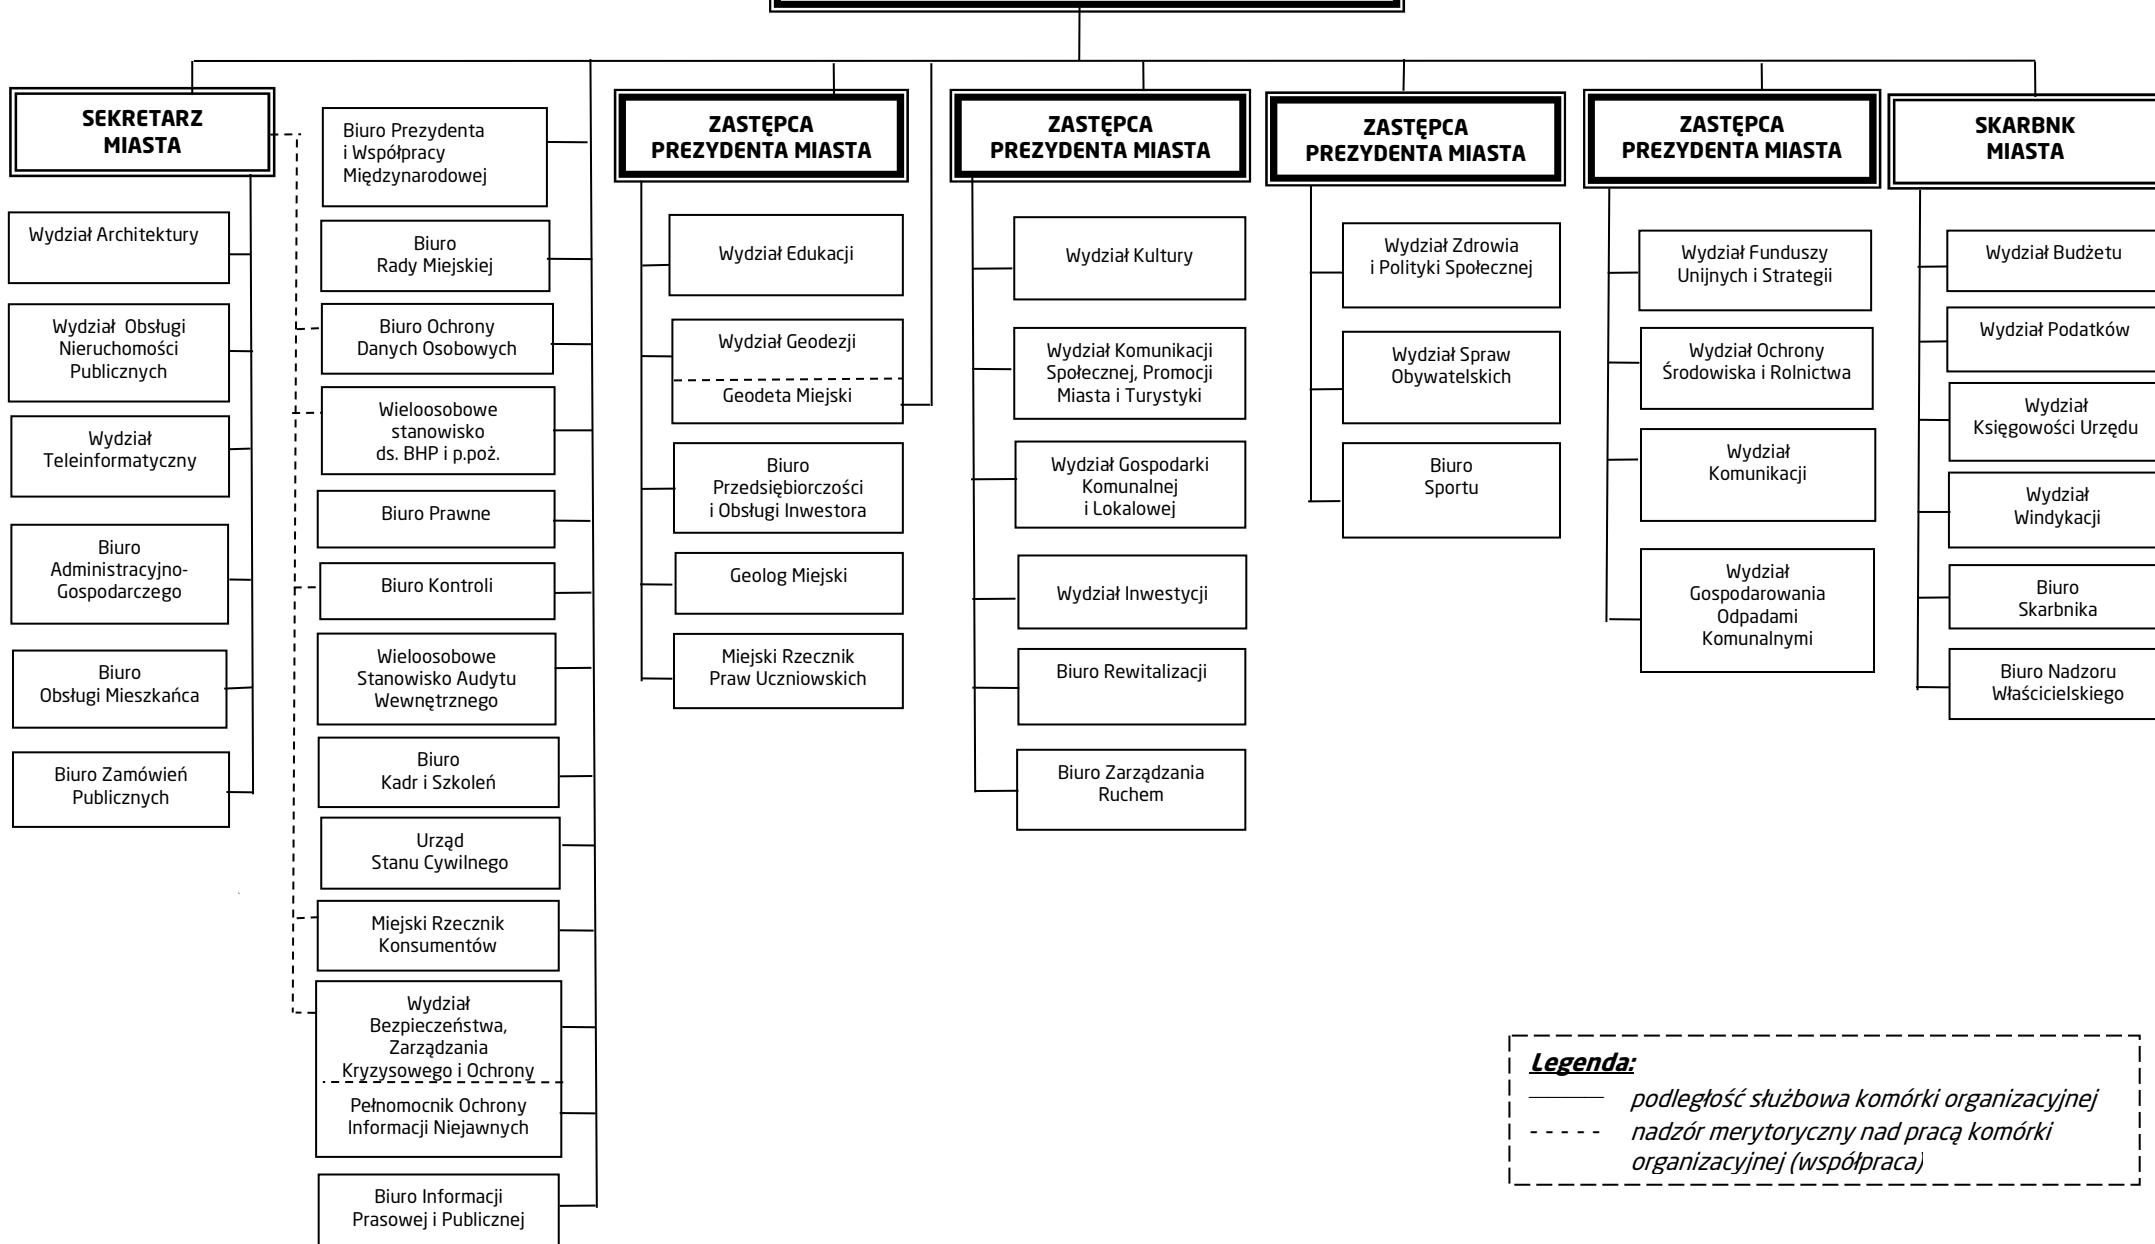 SEKRETARZ
MIASTA
Wydział Architektury
Wydział Obsługi
Nieruchomości
Publicznych
Wydział
Teleinformatyczny
Biuro
Administracyjno-
Gospodarczego
Biuro
Obsługi Mieszkańca
Biuro Zamówień
Publicznych
Biuro Prezydenta
i Współpracy
Międzynarodowej
Biuro
Rady Miejskiej
Biuro Ochrony
Danych Osobowych
Wieloosobowe
stanowisko
ds. BHP i p.poż.
Biuro Prawne
Biuro Kontroli
Wieloosobowe
Stanowisko Audytu
Wewnętrznego
Biuro
Kadr i Szkoleń
Urząd
Stanu Cywilnego
Miejski Rzecznik
Konsumentów
Wydział
Bezpieczeństwa,
Zarządzania
Kryzysowego i Ochrony
Pełnomocnik Ochrony
Informacji Niejawnych
Biuro Informacji
Prasowej i Publicznej
ZASTĘPCA
PREZYDENTA MIASTA
Wydział Edukacji
Wydział Geodezji
Geodeta Miejski
Biuro
Przedsiębiorczości
i Obsługi Inwestora
Geolog Miejski
Miejski Rzecznik
Praw Uczniowskich
ZASTĘPCA
PREZYDENTA MIASTA
Wydział Kultury
Wydział Komunikacji
Społecznej, Promocji
Miasta i Turystyki
Wydział Gospodarki
Komunalnej
i Lokalowej
Wydział Inwestycji
Biuro Rewitalizacji
Biuro Zarządzania
Ruchem
ZASTĘPCA
PREZYDENTA MIASTA
Wydział Zdrowia
i Polityki Społecznej
Wydział Spraw
Obywatelskich
Biuro
Sportu
ZASTĘPCA
PREZYDENTA MIASTA
Wydział Funduszy
Unijnych i Strategii
Wydział Ochrony
Środowiska i Rolnictwa
Wydział
Komunikacji
Wydział
Gospodarowania
Odpadami
Komunalnymi
SKARBNK
MIASTA
Wydział Budżetu
Wydział Podatków
Wydział
Księgowości Urzędu
Wydział
Windykacji
Biuro
Skarbnika
Biuro Nadzoru
Właścicielskiego
Legenda:
podległość służbowa komórki organizacyjnej
nadzór merytoryczny nad pracą komórki
organizacyjnej (współpraca)